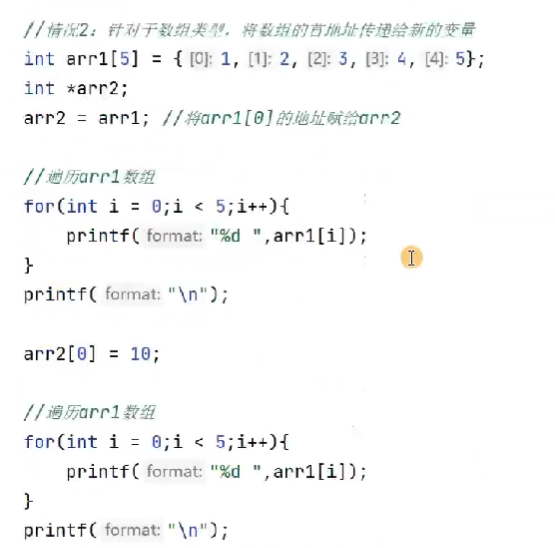 //情况2：针对于数组类型，将数组的首地址传递给新的变量
int arr1[5] = { [0]: 1, [1]: 2, [2]: 3, [3]: 4, [4]: 5};
int *arr2;
arr2 = arr1; //将arr1[0]的地址赋给arr2
//遍历arr1数组
for(int i = 0;i < 5;i++){
printf( format: "%d ",arr1[i]);
}
printf( format: "\n");
arr2[0] = 10;
//遍历arr1数组
for(int i = 0;i < 5;i++){
printf( format: "%d ",arr1[i]);
}
printf( format: "\n");